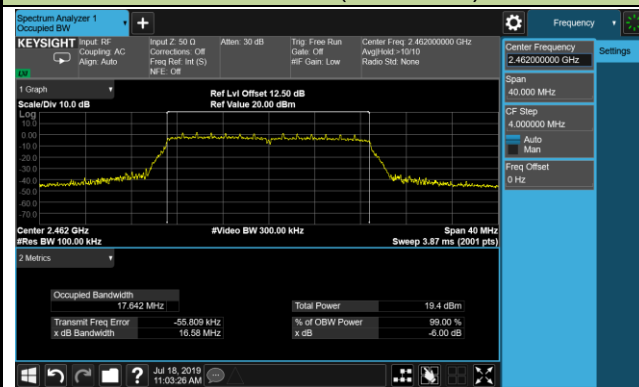 Spectrum Analyzer 1
Occupied BW
Frequency
KEYSIGHT
Input: RF
Coupling: AC
Align: Auto
Input Z: 50 Ω
Corrections: Off
Freq Ref: Int (S)
NFE: Off
Atten: 30 dB
Trig: Free Run
Gate: Off
#IF Gain: Low
Center Freq: 2.462000000 GHz
Avg|Hold:>10/10
Radio Std: None
Center Frequency
2.462000000 GHz
Settings
Span
40.000 MHz
CF Step
4.000000 MHz
Auto
Man
Freq Offset
0 Hz
1 Graph
Scale/Div 10.0 dB
Ref Lvl Offset 12.50 dB
Ref Value 20.00 dBm
Log
10.0
0.00
-10.0
-20.0
-30.0
-40.0
-50.0
-60.0
-70.0
Center 2.462 GHz
#Res BW 100.00 kHz
#Video BW 300.00 kHz
Span 40 MHz
Sweep 3.87 ms (2001 pts)
2 Metrics
Occupied Bandwidth
17.642 MHz
Total Power 19.4 dBm
Transmit Freq Error -55.809 kHz
% of OBW Power 99.00 %
x dB Bandwidth 16.58 MHz
x dB -6.00 dB
Jul 18, 2019
11:03:26 AM